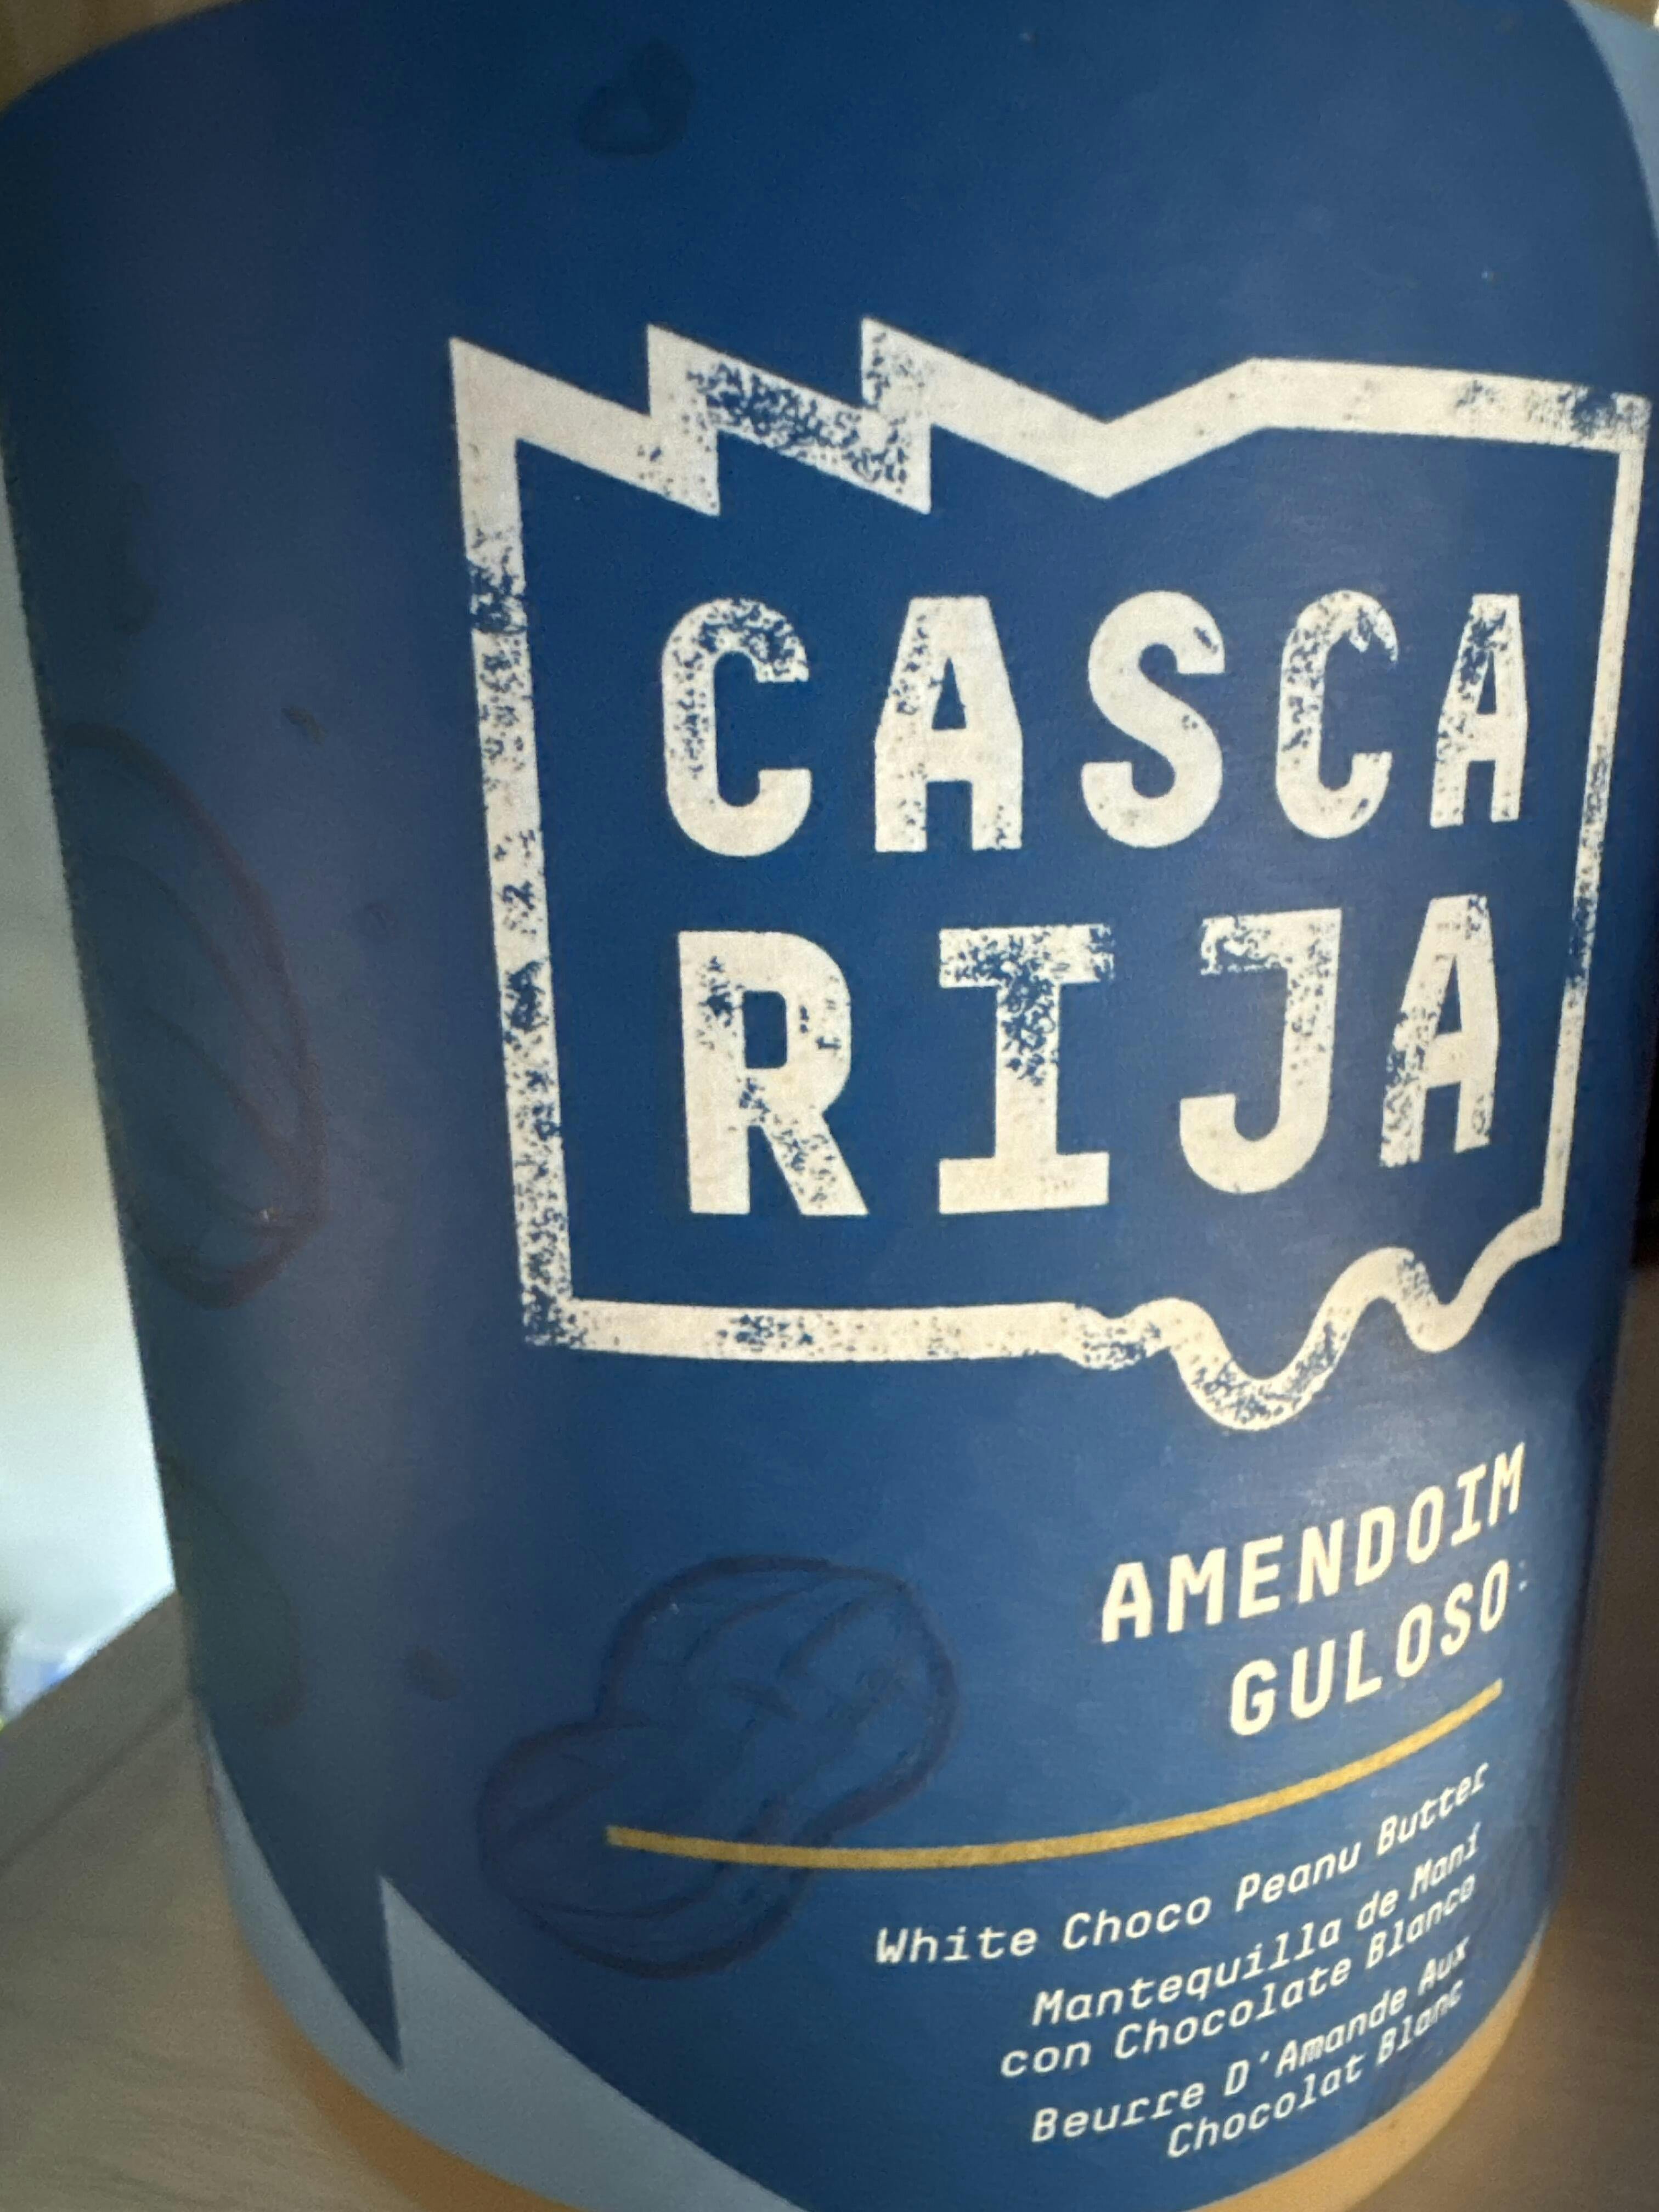 CASCA
RIJA
AMENDOIM
GULOSO
White Choco Peanu Butter
Mantequilla de Maní
con Chocolate Blanco
Beurre D'Amande Aux
Chocolat Blanc